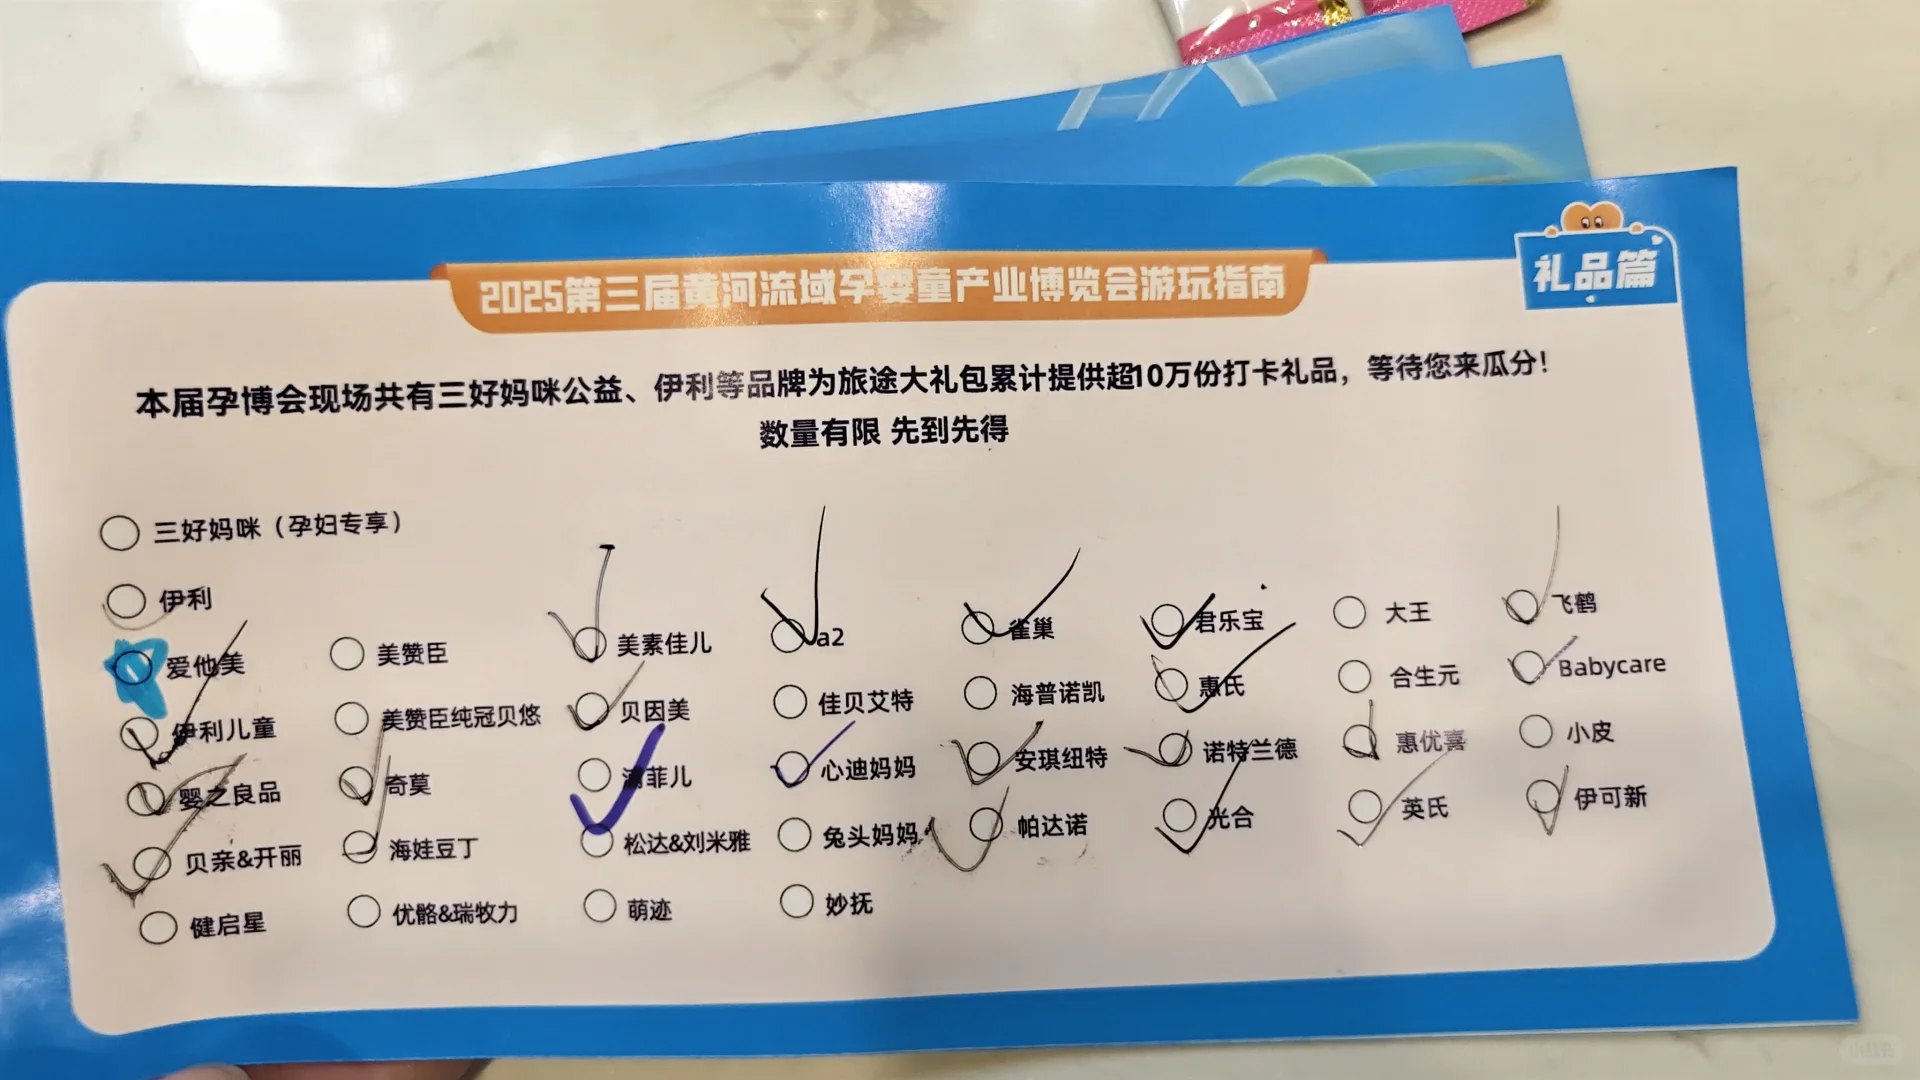 2025第三届黄河流域孕婴童产业博览会游玩指南
礼品篇
本届孕博会现场共有三好妈咪公益、伊利等品牌为旅途大礼包累计提供超10万份打卡礼品，等待您来瓜分！
数量有限 先到先得
三好妈咪（孕妇专享）
伊利
爱他美 美赞臣 美素佳儿 a2 雀巢 君乐宝 大王 飞鹤
伊利儿童 美赞臣纯冠贝悠 贝因美 佳贝艾特 海普诺凯 惠氏 合生元 Babycare
婴之良品 奇莫 菲儿 心迪妈妈 安琪纽特 诺特兰德 惠优喜 小皮
贝亲&开丽 海娃豆丁 松达&刘米雅 兔头妈妈 帕达诺 光合 英氏 伊可新
健启星 优骼&瑞牧力 萌迹 妙抚